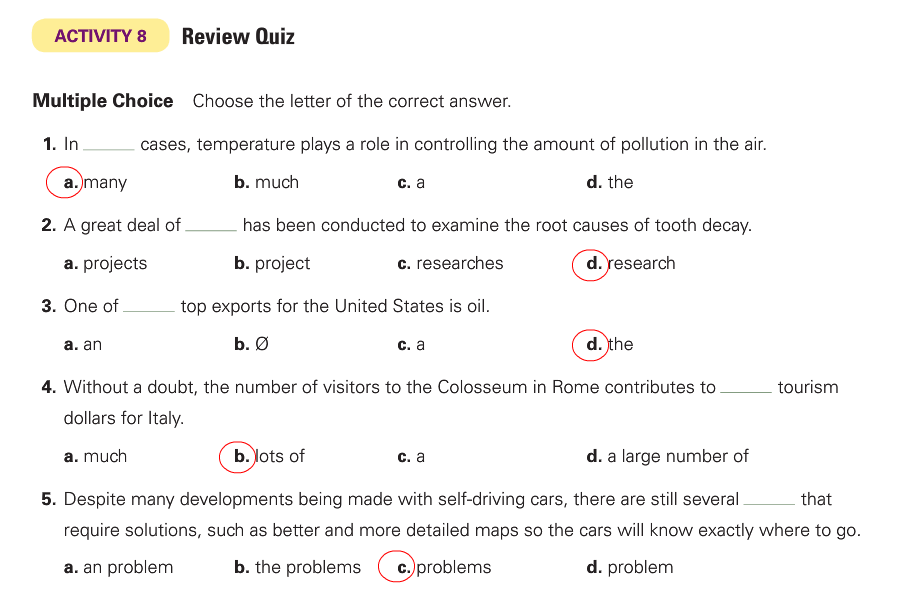 ACTIVITY 8 Review Quiz
Multiple Choice Choose the letter of the correct answer.
1. In ______ cases, temperature plays a role in controlling the amount of pollution in the air.
a. many b. much c. a d. the
2. A great deal of ______ has been conducted to examine the root causes of tooth decay.
a. projects b. project c. researches d. research
3. One of ______ top exports for the United States is oil.
a. an b. Ø c. a d. the
4. Without a doubt, the number of visitors to the Colosseum in Rome contributes to ______ tourism
dollars for Italy.
a. much b. lots of c. a d. a large number of
5. Despite many developments being made with self-driving cars, there are still several ______ that
require solutions, such as better and more detailed maps so the cars will know exactly where to go.
a. an problem b. the problems c. problems d. problem